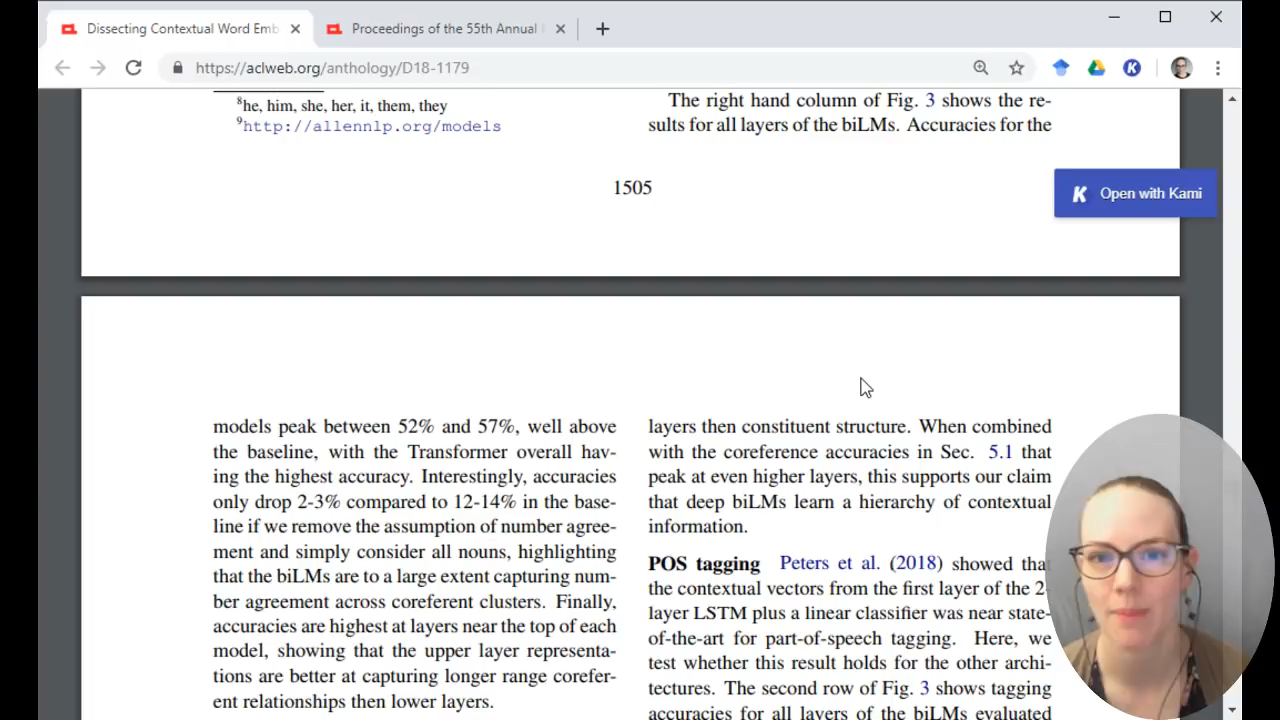 Dissecting Contextual Word Emb
Proceedings of the 55th Annual
https://aclweb.org/anthology/D18-1179
8he, him, she, her, it, them, they
9http://allennlp.org/models
The right hand column of Fig. 3 shows the re-
sults for all layers of the biLMs. Accuracies for the
1505
K Open with Kami
models peak between 52% and 57%, well above
the baseline, with the Transformer overall hav-
ing the highest accuracy. Interestingly, accuracies
only drop 2-3% compared to 12-14% in the base-
line if we remove the assumption of number agree-
ment and simply consider all nouns, highlighting
that the biLMs are to a large extent capturing num-
ber agreement across coreferent clusters. Finally,
accuracies are highest at layers near the top of each
model, showing that the upper layer representa-
tions are better at capturing longer range corefer-
ent relationships then lower layers.
layers then constituent structure. When combined
with the coreference accuracies in Sec. 5.1 that
peak at even higher layers, this supports our claim
that deep biLMs learn a hierarchy of contextual
information.
POS tagging Peters et al. (2018) showed that
the contextual vectors from the first layer of the 2-
layer LSTM plus a linear classifier was near state-
of-the-art for part-of-speech tagging. Here, we
test whether this result holds for the other archi-
tectures. The second row of Fig. 3 shows tagging
accuracies for all layers of the biLMs evaluated